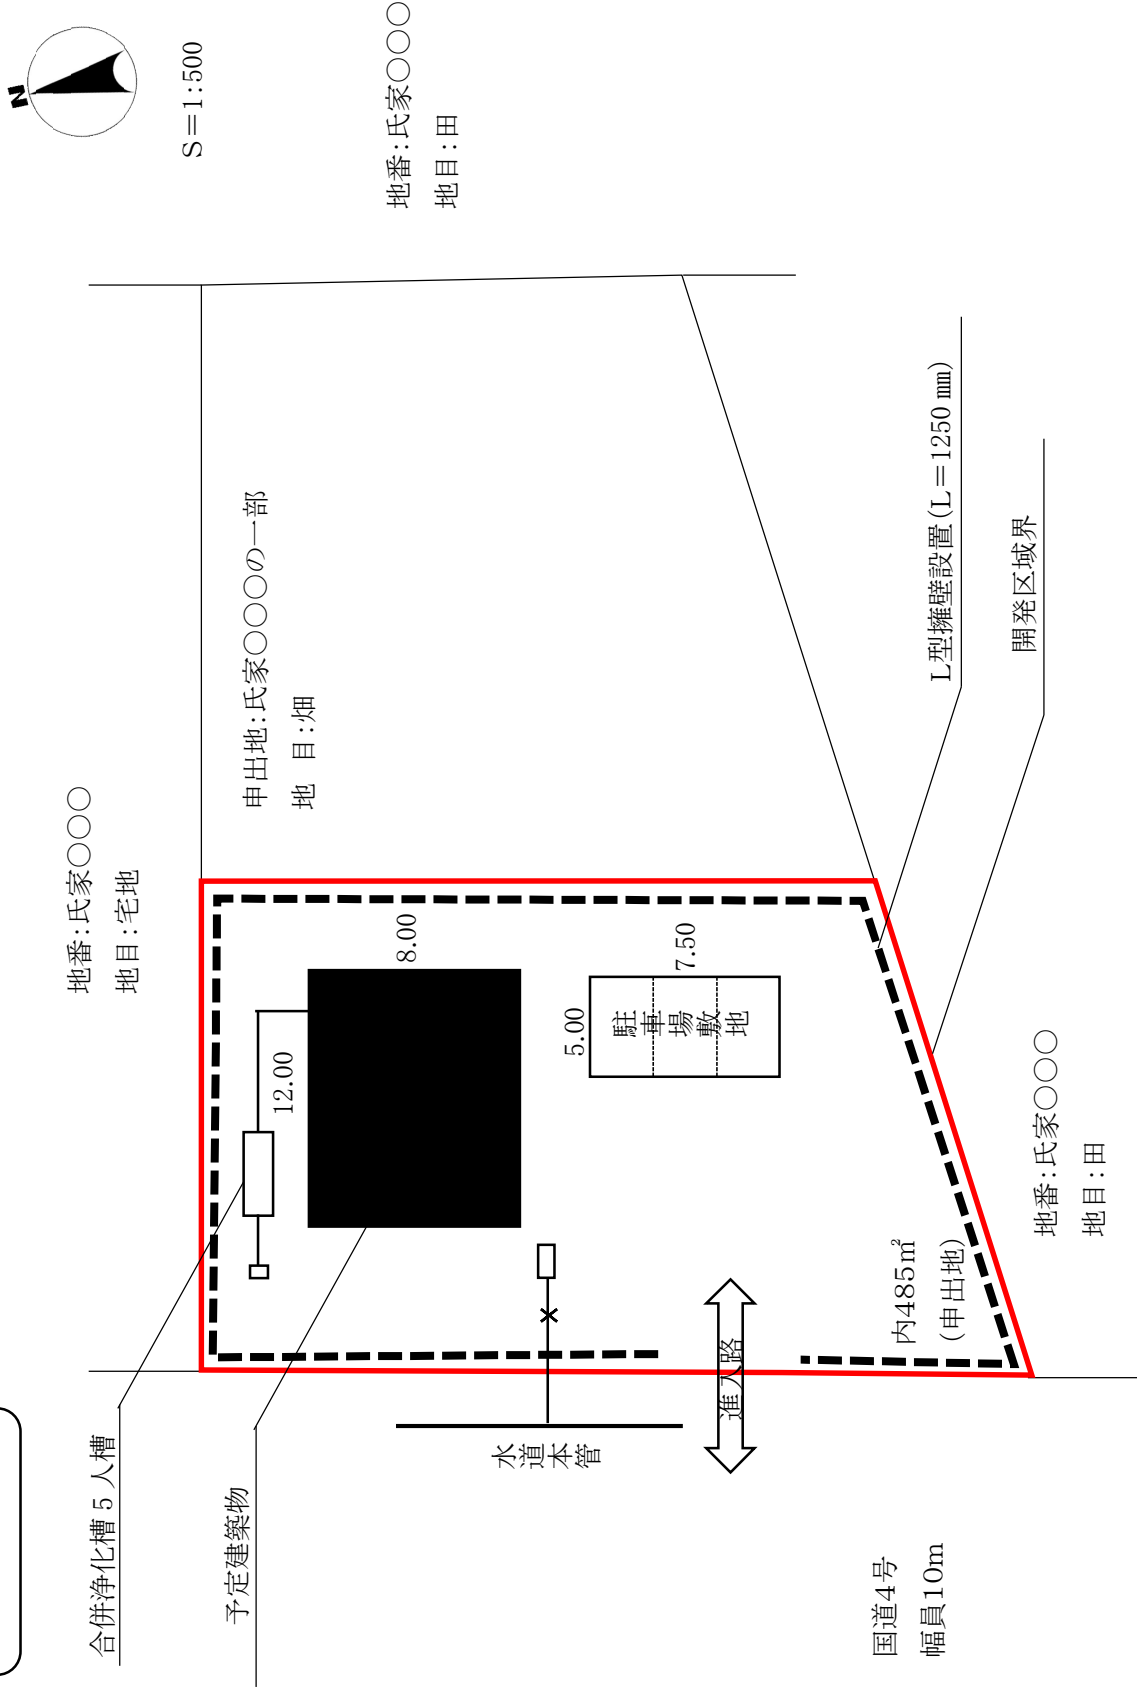 N
S＝1:500
地番:氏家○○○
地目:田
地番:氏家○○○
地目:宅地
申出地:氏家○○○の一部
地　目:畑
合併浄化槽 5 人槽
予定建築物
12.00
8.00
5.00
7.50
駐車場敷地
水道本管
進入路
内485㎡
(申出地)
L型擁壁設置(L＝1250 ㎜)
開発区域界
国道4号
幅員10m
地番:氏家○○○
地目:田